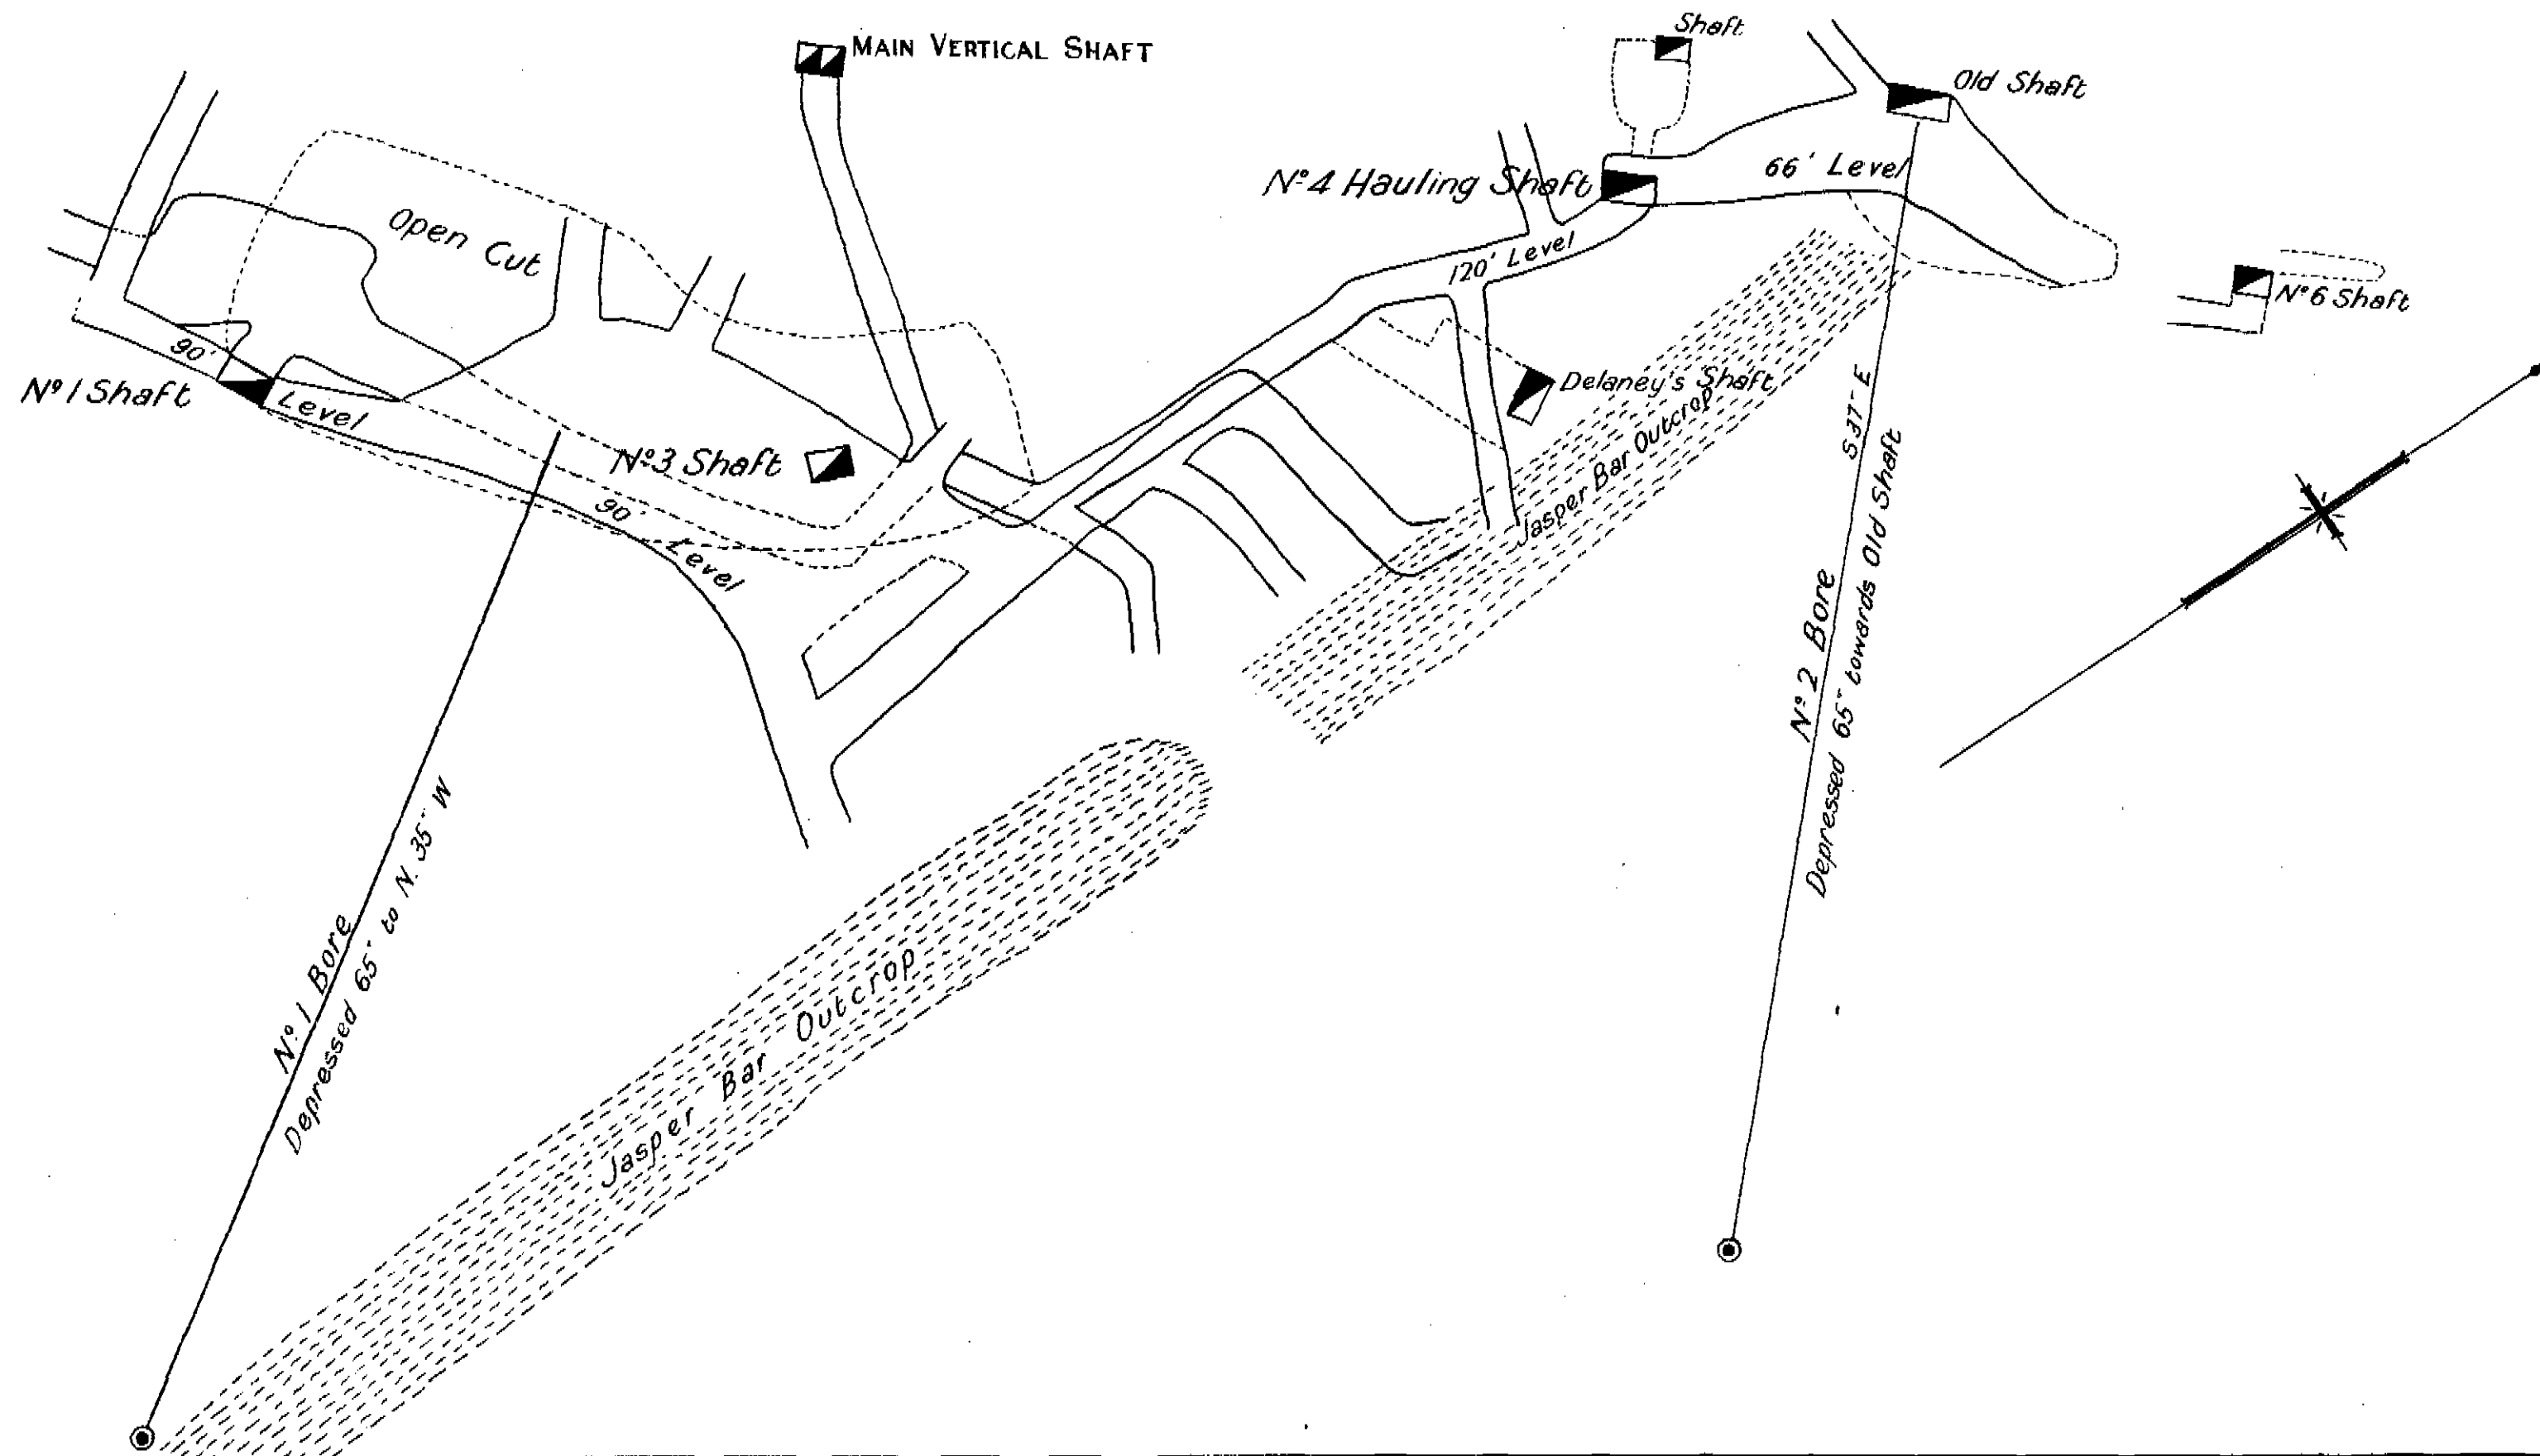 MAIN VERTICAL SHAFT
Shaft
Old Shaft
Nº 4 Hauling Shaft
66' Level
Open Cut
120' Level
Nº 6 Shaft
90'
Nº 1 Shaft
Level
Delaney's Shaft
Jasper Bar Outcrop
Nº 3 Shaft
90'
Level
S 37° E
Nº 2 Bore
Depressed 65° towards Old Shaft
Nº 1 Bore
Depressed 65° to N. 35° W
Jasper Bar Outcrop